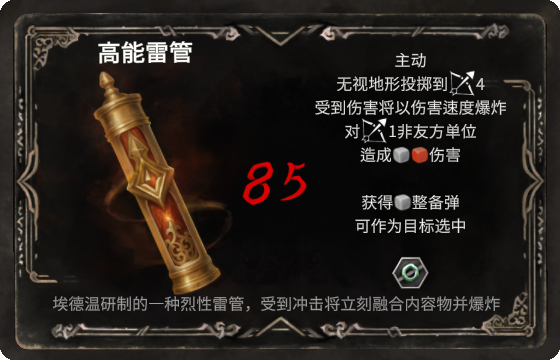 高能雷管
主动
无视地形投掷到4
受到伤害将以伤害速度爆炸
对1非友方单位
造成伤害
85
获得整备弹
可作为目标选中
埃德温研制的一种烈性雷管，受到冲击将立刻融合内容物并爆炸